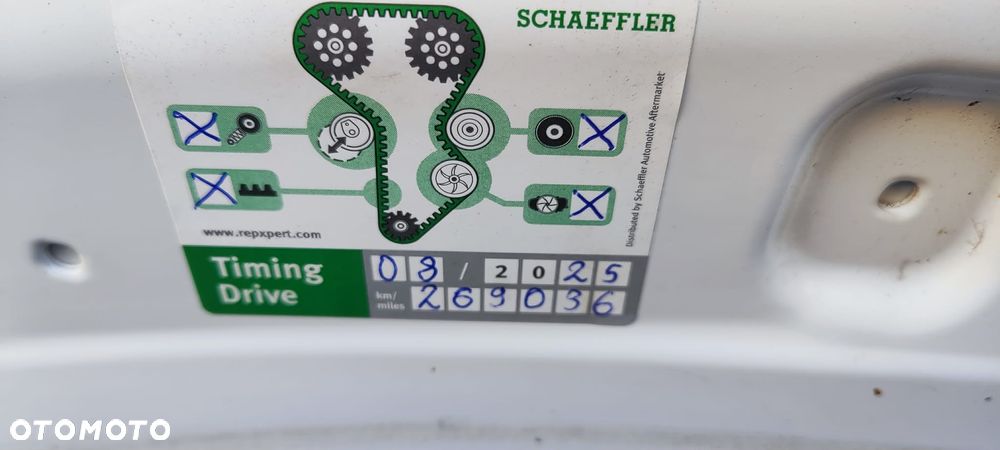 SCHAEFFLER
Distributed by Schaeffler Automotive Aftermarket
www.repxpert.com
Timing
Drive
08 / 2025
km/
miles
269036
OTOMOTO